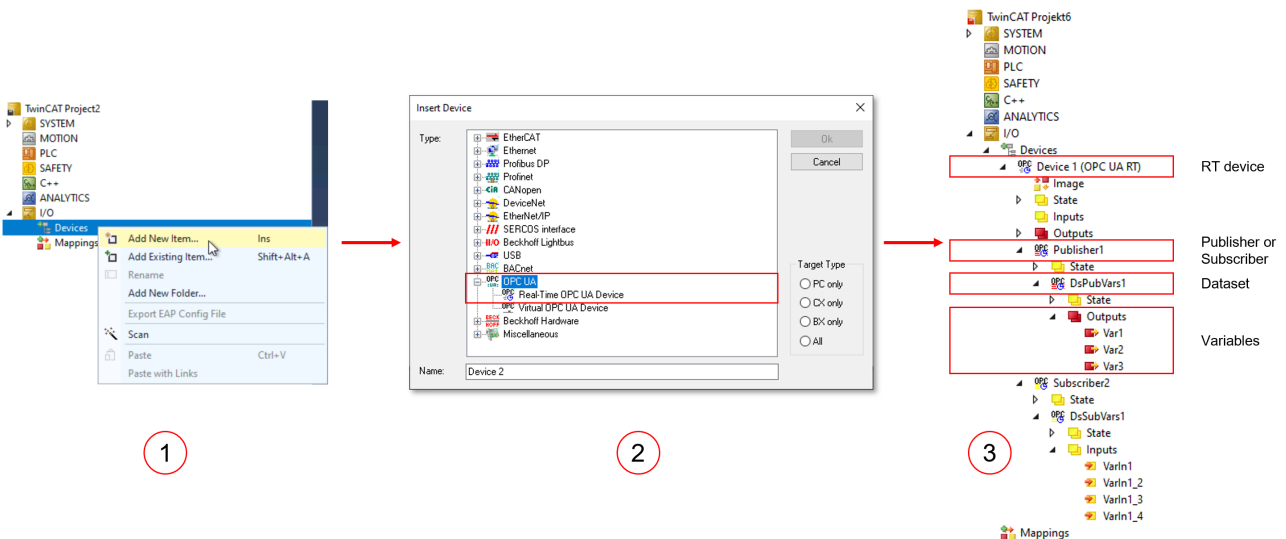 TwinCAT Project2
SYSTEM
MOTION
PLC
SAFETY
C++
ANALYTICS
I/O
Devices
Mappings
Add New Item... Ins
Add Existing Item... Shift+Alt+A
Rename
Add New Folder...
Export EAP Config File
Scan
Paste Ctrl+V
Paste with Links
1
Insert Device
Type:
EtherCAT
Ethernet
Profibus DP
Profinet
CANopen
DeviceNet
EtherNet/IP
SERCOS interface
Beckhoff Lightbus
USB
BACnet
OPC UA
Real-Time OPC UA Device
Virtual OPC UA Device
Beckhoff Hardware
Miscellaneous
Ok
Cancel
Target Type
PC only
CX only
BX only
All
Name: Device 2
2
TwinCAT Projekt6
SYSTEM
MOTION
PLC
SAFETY
C++
ANALYTICS
I/O
Devices
Device 1 (OPC UA RT)
Image
State
Inputs
Outputs
Publisher1
State
DsPubVars1
State
Outputs
Var1
Var2
Var3
Subscriber2
State
DsSubVars1
State
Inputs
VarIn1
VarIn1_2
VarIn1_3
VarIn1_4
Mappings
RT device
Publisher or
Subscriber
Dataset
Variables
3